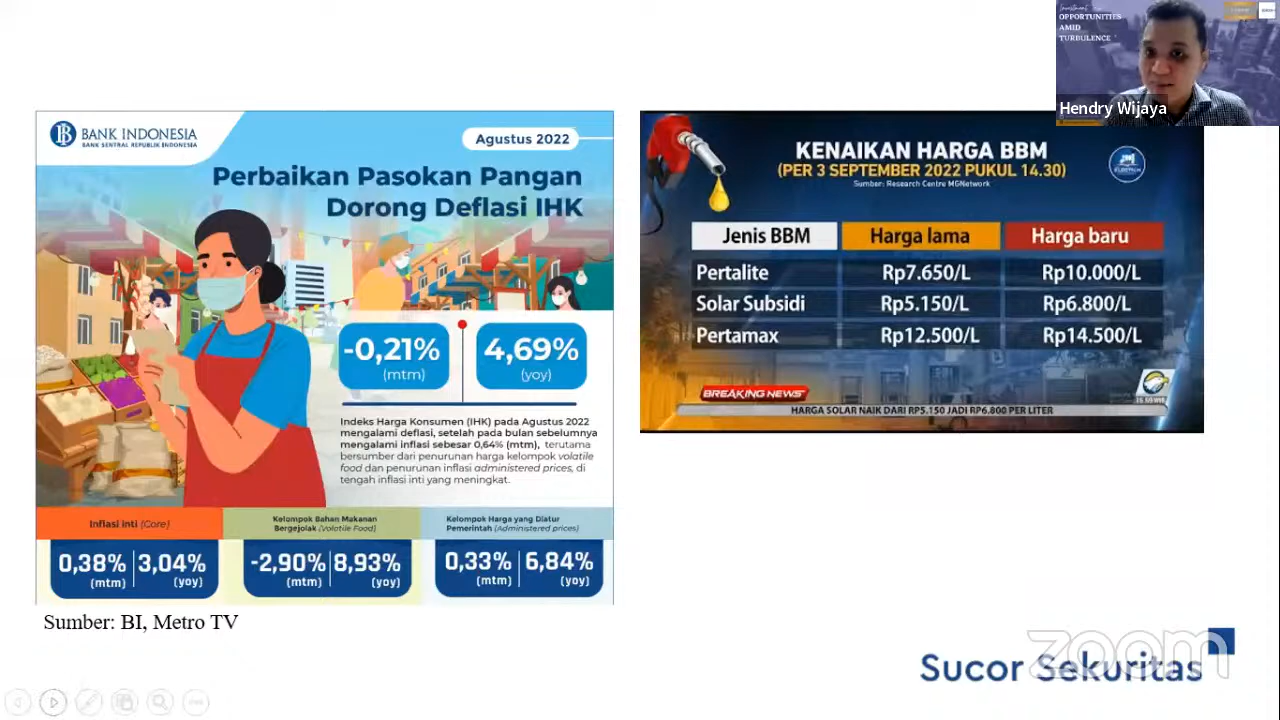 BANK INDONESIA
BANK SENTRAL REPUBLIK INDONESIA
Agustus 2022
Perbaikan Pasokan Pangan
Dorong Deflasi IHK
-0,21%
(mtm)
4,69%
(yoy)
Indeks Harga Konsumen (IHK) pada Agustus 2022
mengalami deflasi, setelah pada bulan sebelumnya
mengalami inflasi sebesar 0,64% (mtm), terutama
bersumber dari penurunan harga kelompok volatile
food dan penurunan inflasi administered prices, di
tengah inflasi inti yang meningkat.
Inflasi inti (Core)
0,38% 3,04%
(mtm) (yoy)
Kelompok Bahan Makanan
Bergejolak (Volatile Food)
-2,90% 8,93%
(mtm) (yoy)
Kelompok Harga yang Diatur
Pemerintah (Administered prices)
0,33% 6,84%
(mtm) (yoy)
Sumber: BI, Metro TV
KENAIKAN HARGA BBM
(PER 3 SEPTEMBER 2022 PUKUL 14.30)
Sumber: Research Centre MGNetwork
Jenis BBM Harga lama Harga baru
Pertalite Rp7.650/L Rp10.000/L
Solar Subsidi Rp5.150/L Rp6.800/L
Pertamax Rp12.500/L Rp14.500/L
BREAKING NEWS
HARGA SOLAR NAIK DARI RP5.150 JADI RP6.800 PER LITER
Investment
OPPORTUNITIES
AMID
TURBULENCE
Hendry Wijaya
zoom
Sucor Sekuritas